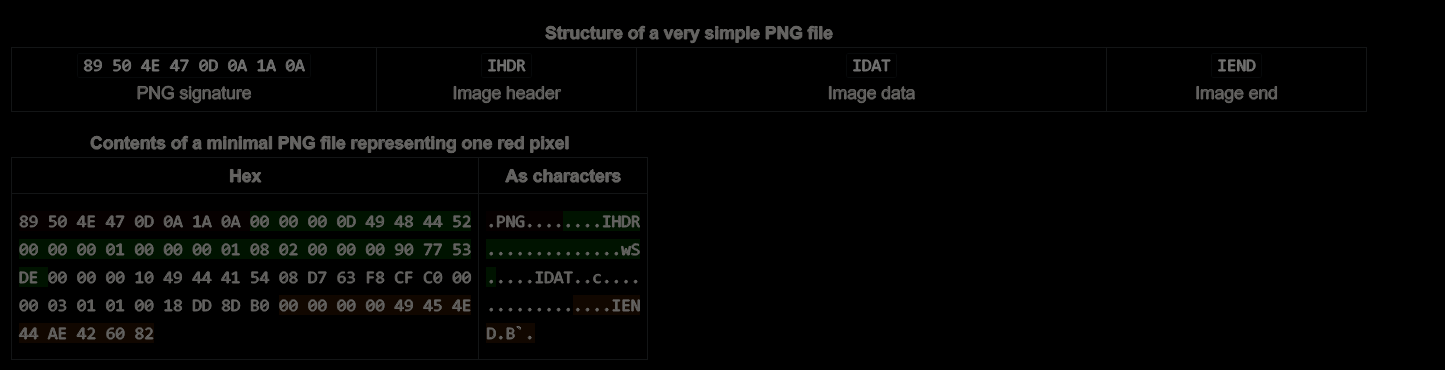 Structure of a very simple PNG file
89 50 4E 47 0D 0A 1A 0A IHDR IDAT IEND
PNG signature Image header Image data Image end
Contents of a minimal PNG file representing one red pixel
Hex As characters
89 50 4E 47 0D 0A 1A 0A 00 00 00 0D 49 48 44 52 .PNG........IHDR
00 00 00 01 00 00 00 01 08 02 00 00 00 90 77 53 ..............wS
DE 00 00 00 10 49 44 41 54 08 D7 63 F8 CF C0 00 .....IDAT..c....
00 03 01 01 00 18 DD 8D B0 00 00 00 00 49 45 4E .............IEN
44 AE 42 60 82 D.B`.